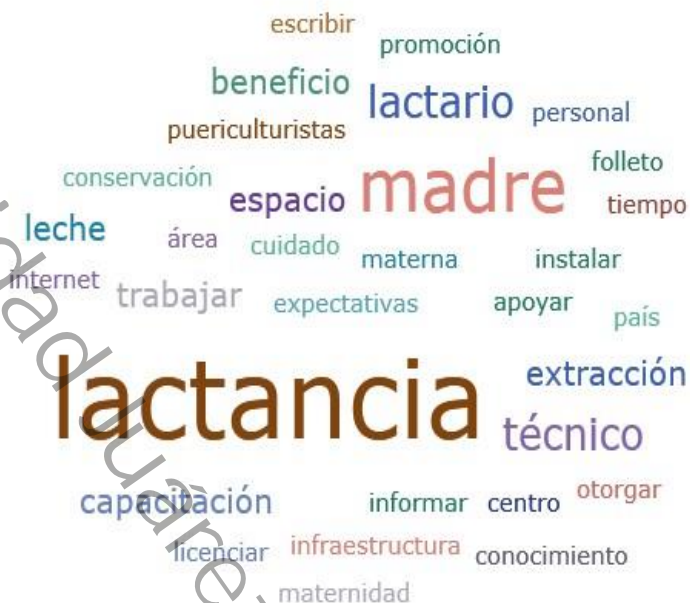 escribir
promoción
beneficio
lactario
personal
puericulturistas
folleto
conservación
madre
espacio
tiempo
leche
área
cuidado
materna
instalar
internet
trabajar
expectativas
apoyar
país
lactancia
extracción
técnico
capacitación
informar
centro
otorgar
licenciar
infraestructura
conocimiento
maternidad